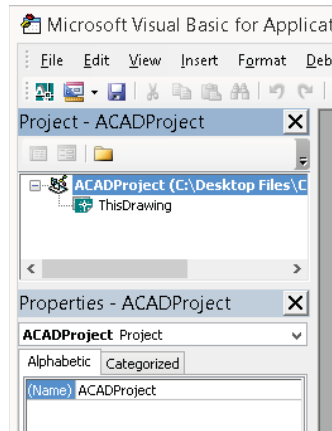 Microsoft Visual Basic for Applicat
File Edit View Insert Format Deb
Project - ACADProject
ACADProject (C:\Desktop Files\C
ThisDrawing
Properties - ACADProject
ACADProject Project
Alphabetic Categorized
(Name) ACADProject